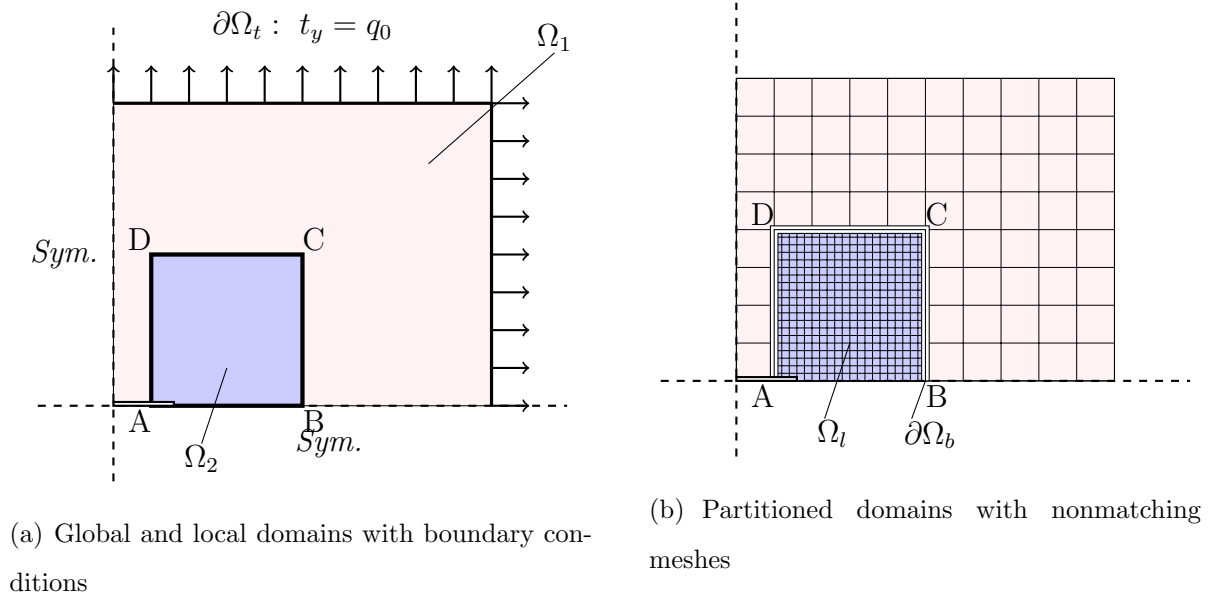 ∂Ω_t : t_y = q_0
Ω_1
D
C
Sym.
A
B
Sym.
Ω_2
(a) Global and local domains with boundary con-
ditions
D
C
A
B
Ω_l
∂Ω_b
(b) Partitioned domains with nonmatching
meshes